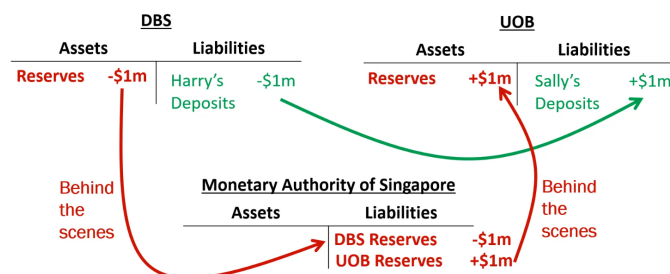 DBS
Assets Liabilities
Reserves -$1m Harry's -$1m
Deposits
UOB
Assets Liabilities
Reserves +$1m Sally's +$1m
Deposits
Behind
the
scenes
Monetary Authority of Singapore
Assets Liabilities
DBS Reserves -$1m
UOB Reserves +$1m
Behind
the
scenes